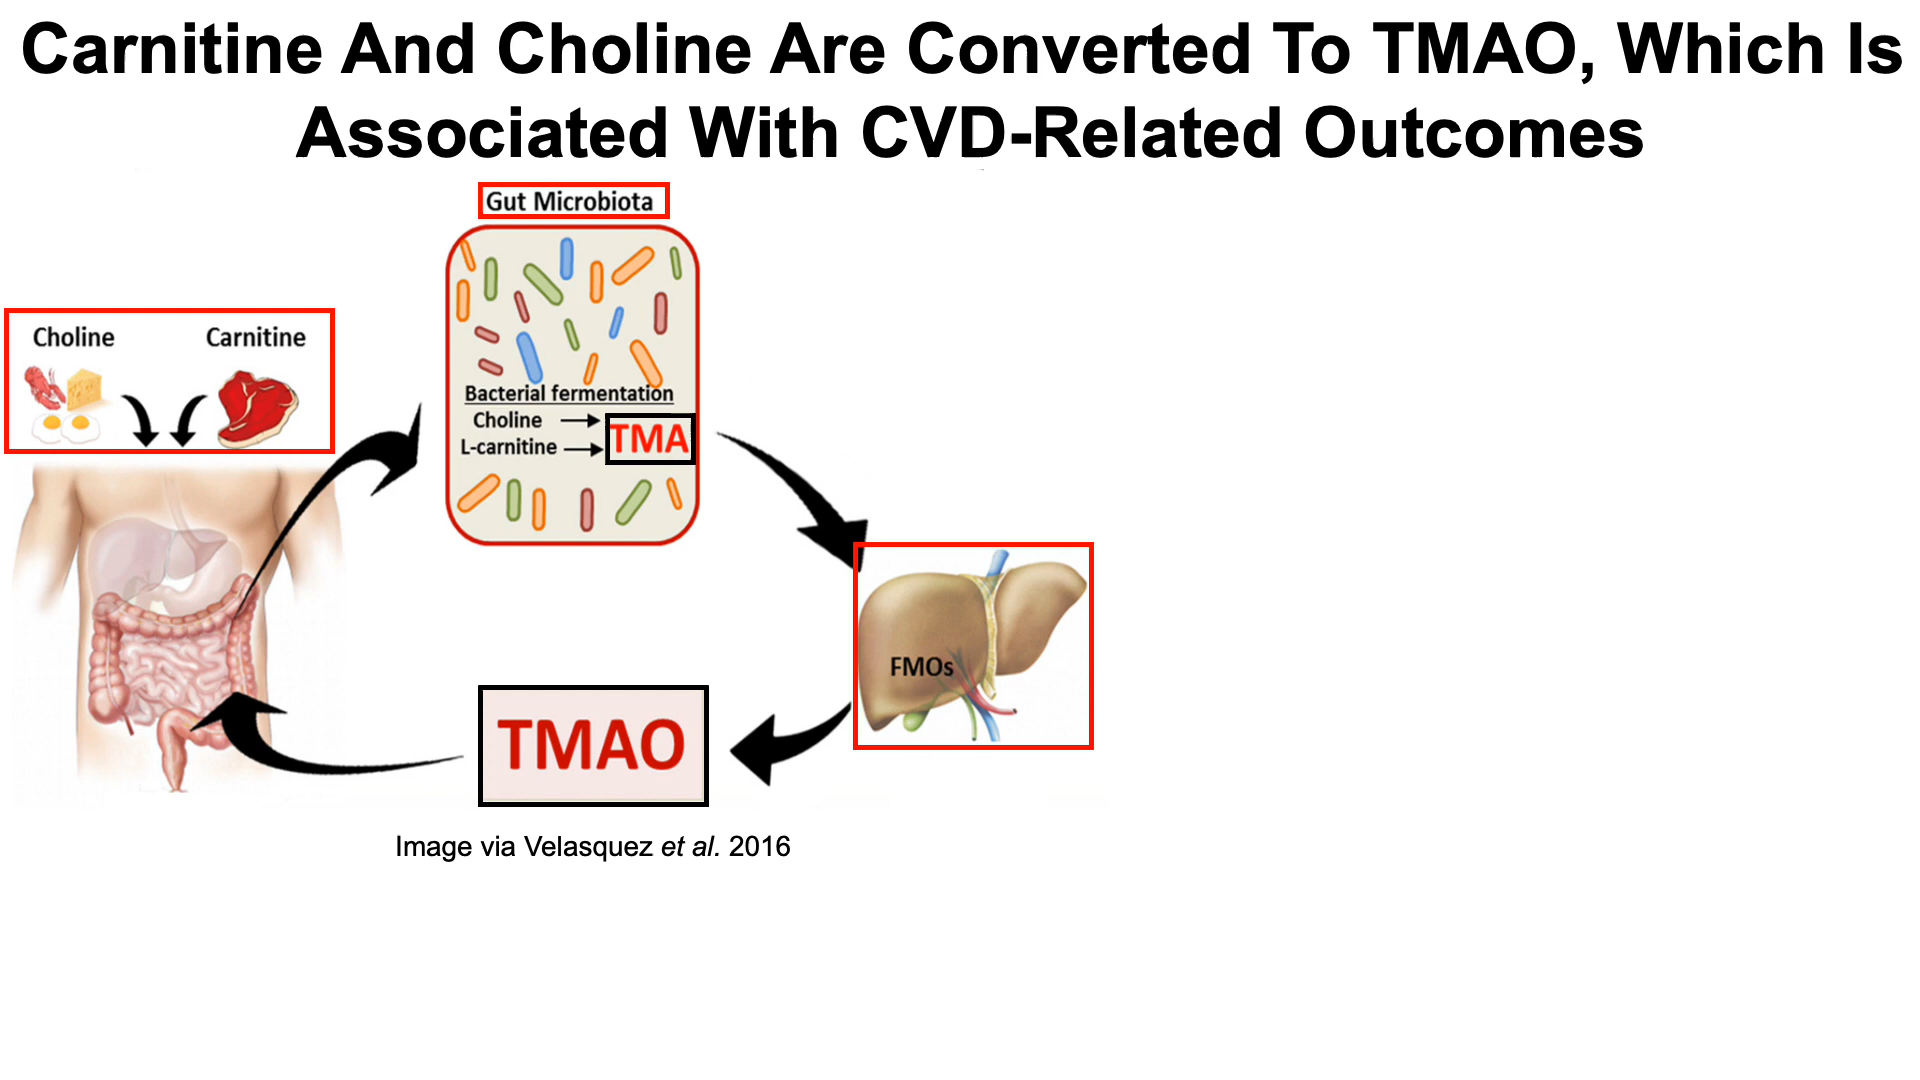 Carnitine And Choline Are Converted To TMAO, Which Is
Associated With CVD-Related Outcomes
Gut Microbiota
Choline
Carnitine
Bacterial fermentation
Choline
L-carnitine
TMA
FMOs
TMAO
Image via Velasquez et al. 2016